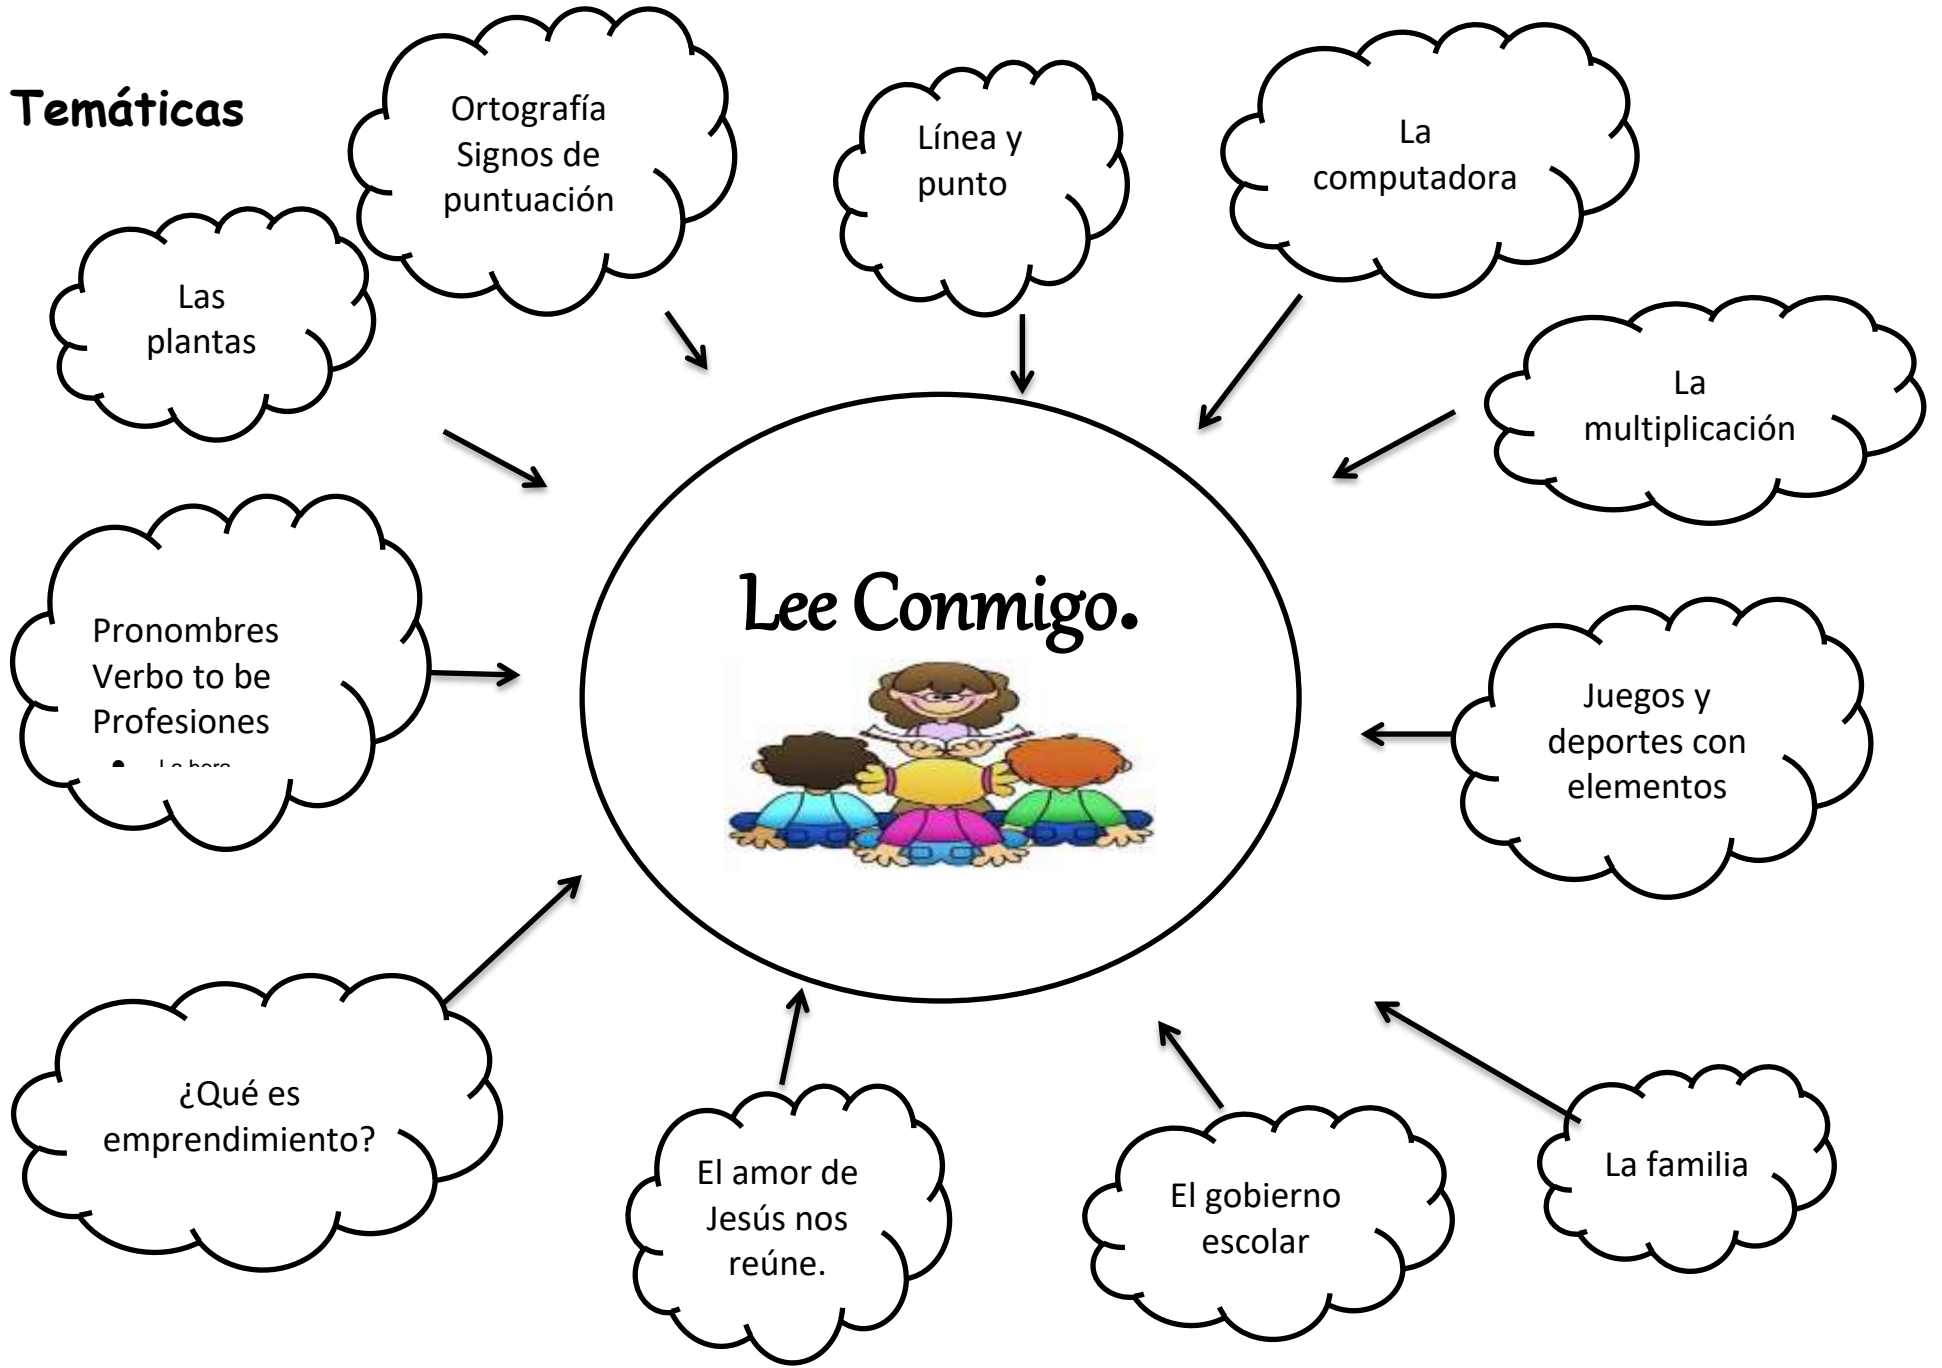 Temáticas
Ortografía
Signos de
puntuación
Línea y
punto
La
computadora
Las
plantas
La
multiplicación
Pronombres
Verbo to be
Profesiones
Lee Conmigo.
Juegos y
deportes con
elementos
¿Qué es
emprendimiento?
El amor de
Jesús nos
reúne.
El gobierno
escolar
La familia